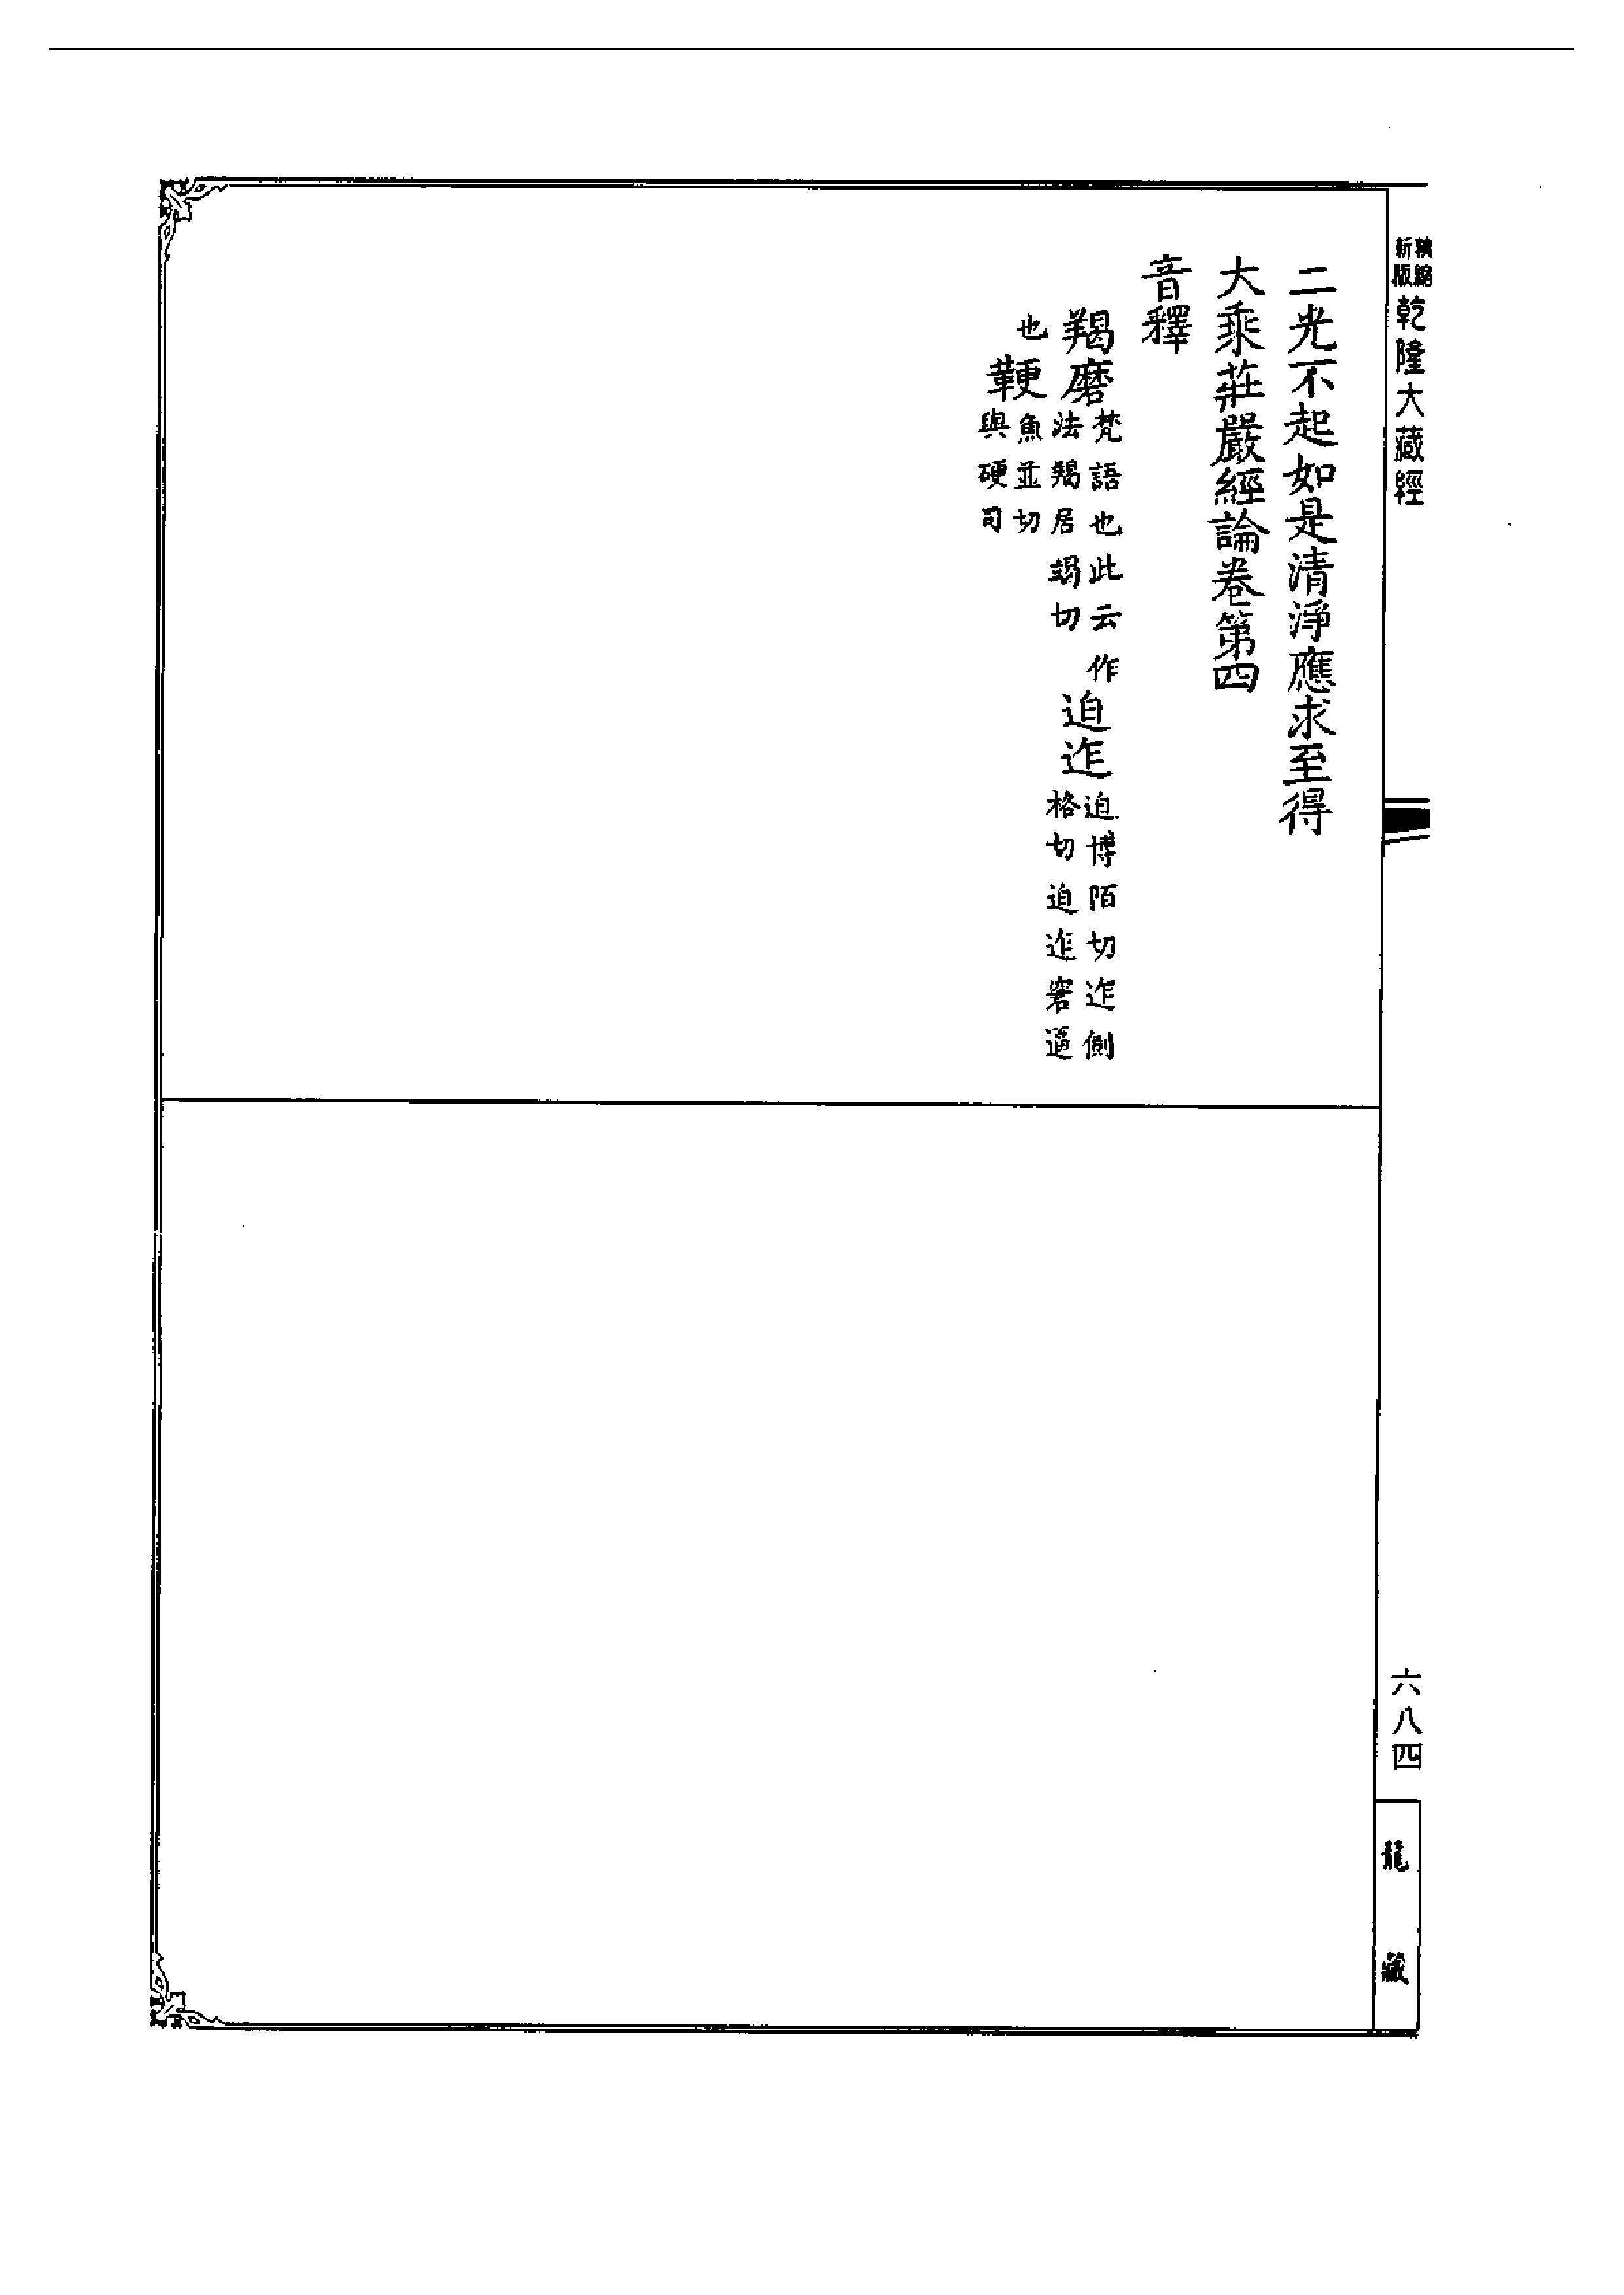 精縮新版 乾隆大藏經
二光不起如是清淨應求至得
大乘莊嚴經論卷第四
音釋
羯磨 梵語也此云作法羯居竭切 迫迮 迫博陌切迮側格切迫迮窘逼
也 鞕 魚並切與硬同
六八四
龍藏